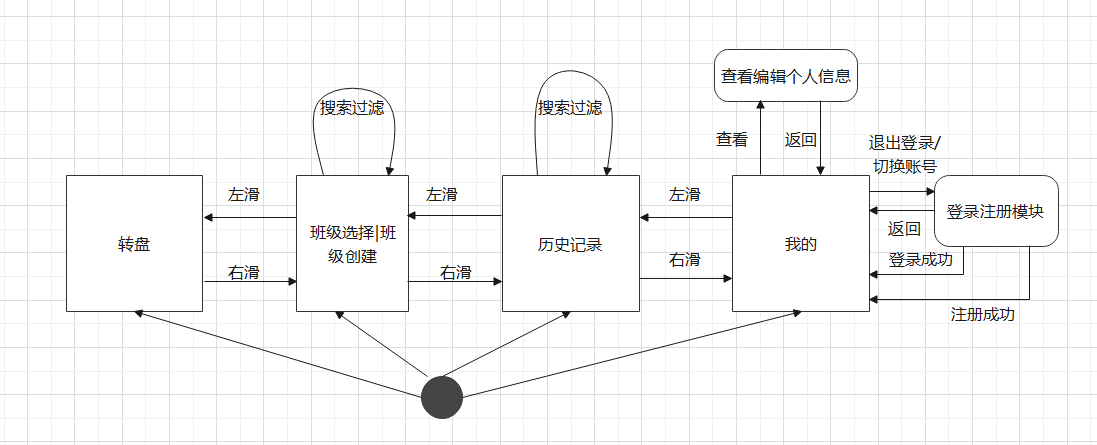 查看编辑个人信息
搜索过滤
搜索过滤
查看
返回
退出登录/
切换账号
左滑
左滑
左滑
转盘
班级选择|班
级创建
历史记录
我的
登录注册模块
返回
右滑
右滑
右滑
登录成功
注册成功